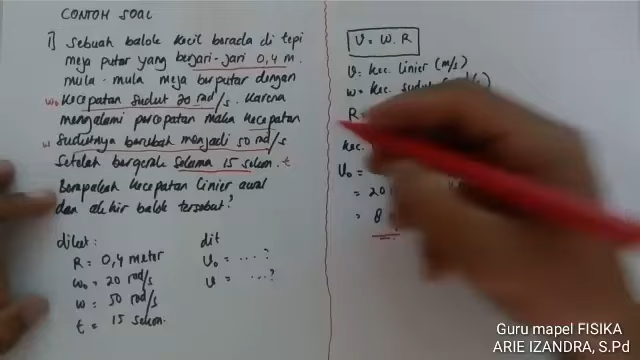 CONTOH SOAL
1) Sebuah balok kecil berada di tepi
meja putar yang berjari-jari 0,4 m.
mula-mula meja berputar dengan
ω₀ kecepatan sudut 20 rad/s. Karena
mengalami percepatan maka kecepatan
ω sudutnya berubah menjadi 50 rad/s
setelah bergerak selama 15 sekon. t
Berapakah kecepatan linier awal
dan akhir balok tersebut?
diket:
R = 0,4 meter
ω₀ = 20 rad/s
ω = 50 rad/s
t = 15 sekon.
dit
v₀ = ...?
v = ...?
v = ω.R
v = kec. linier (m/s)
ω = kec. sudut
R =
kec.
v₀ =
= 20
= 8
Guru mapel FISIKA
ARIE IZANDRA, S.Pd